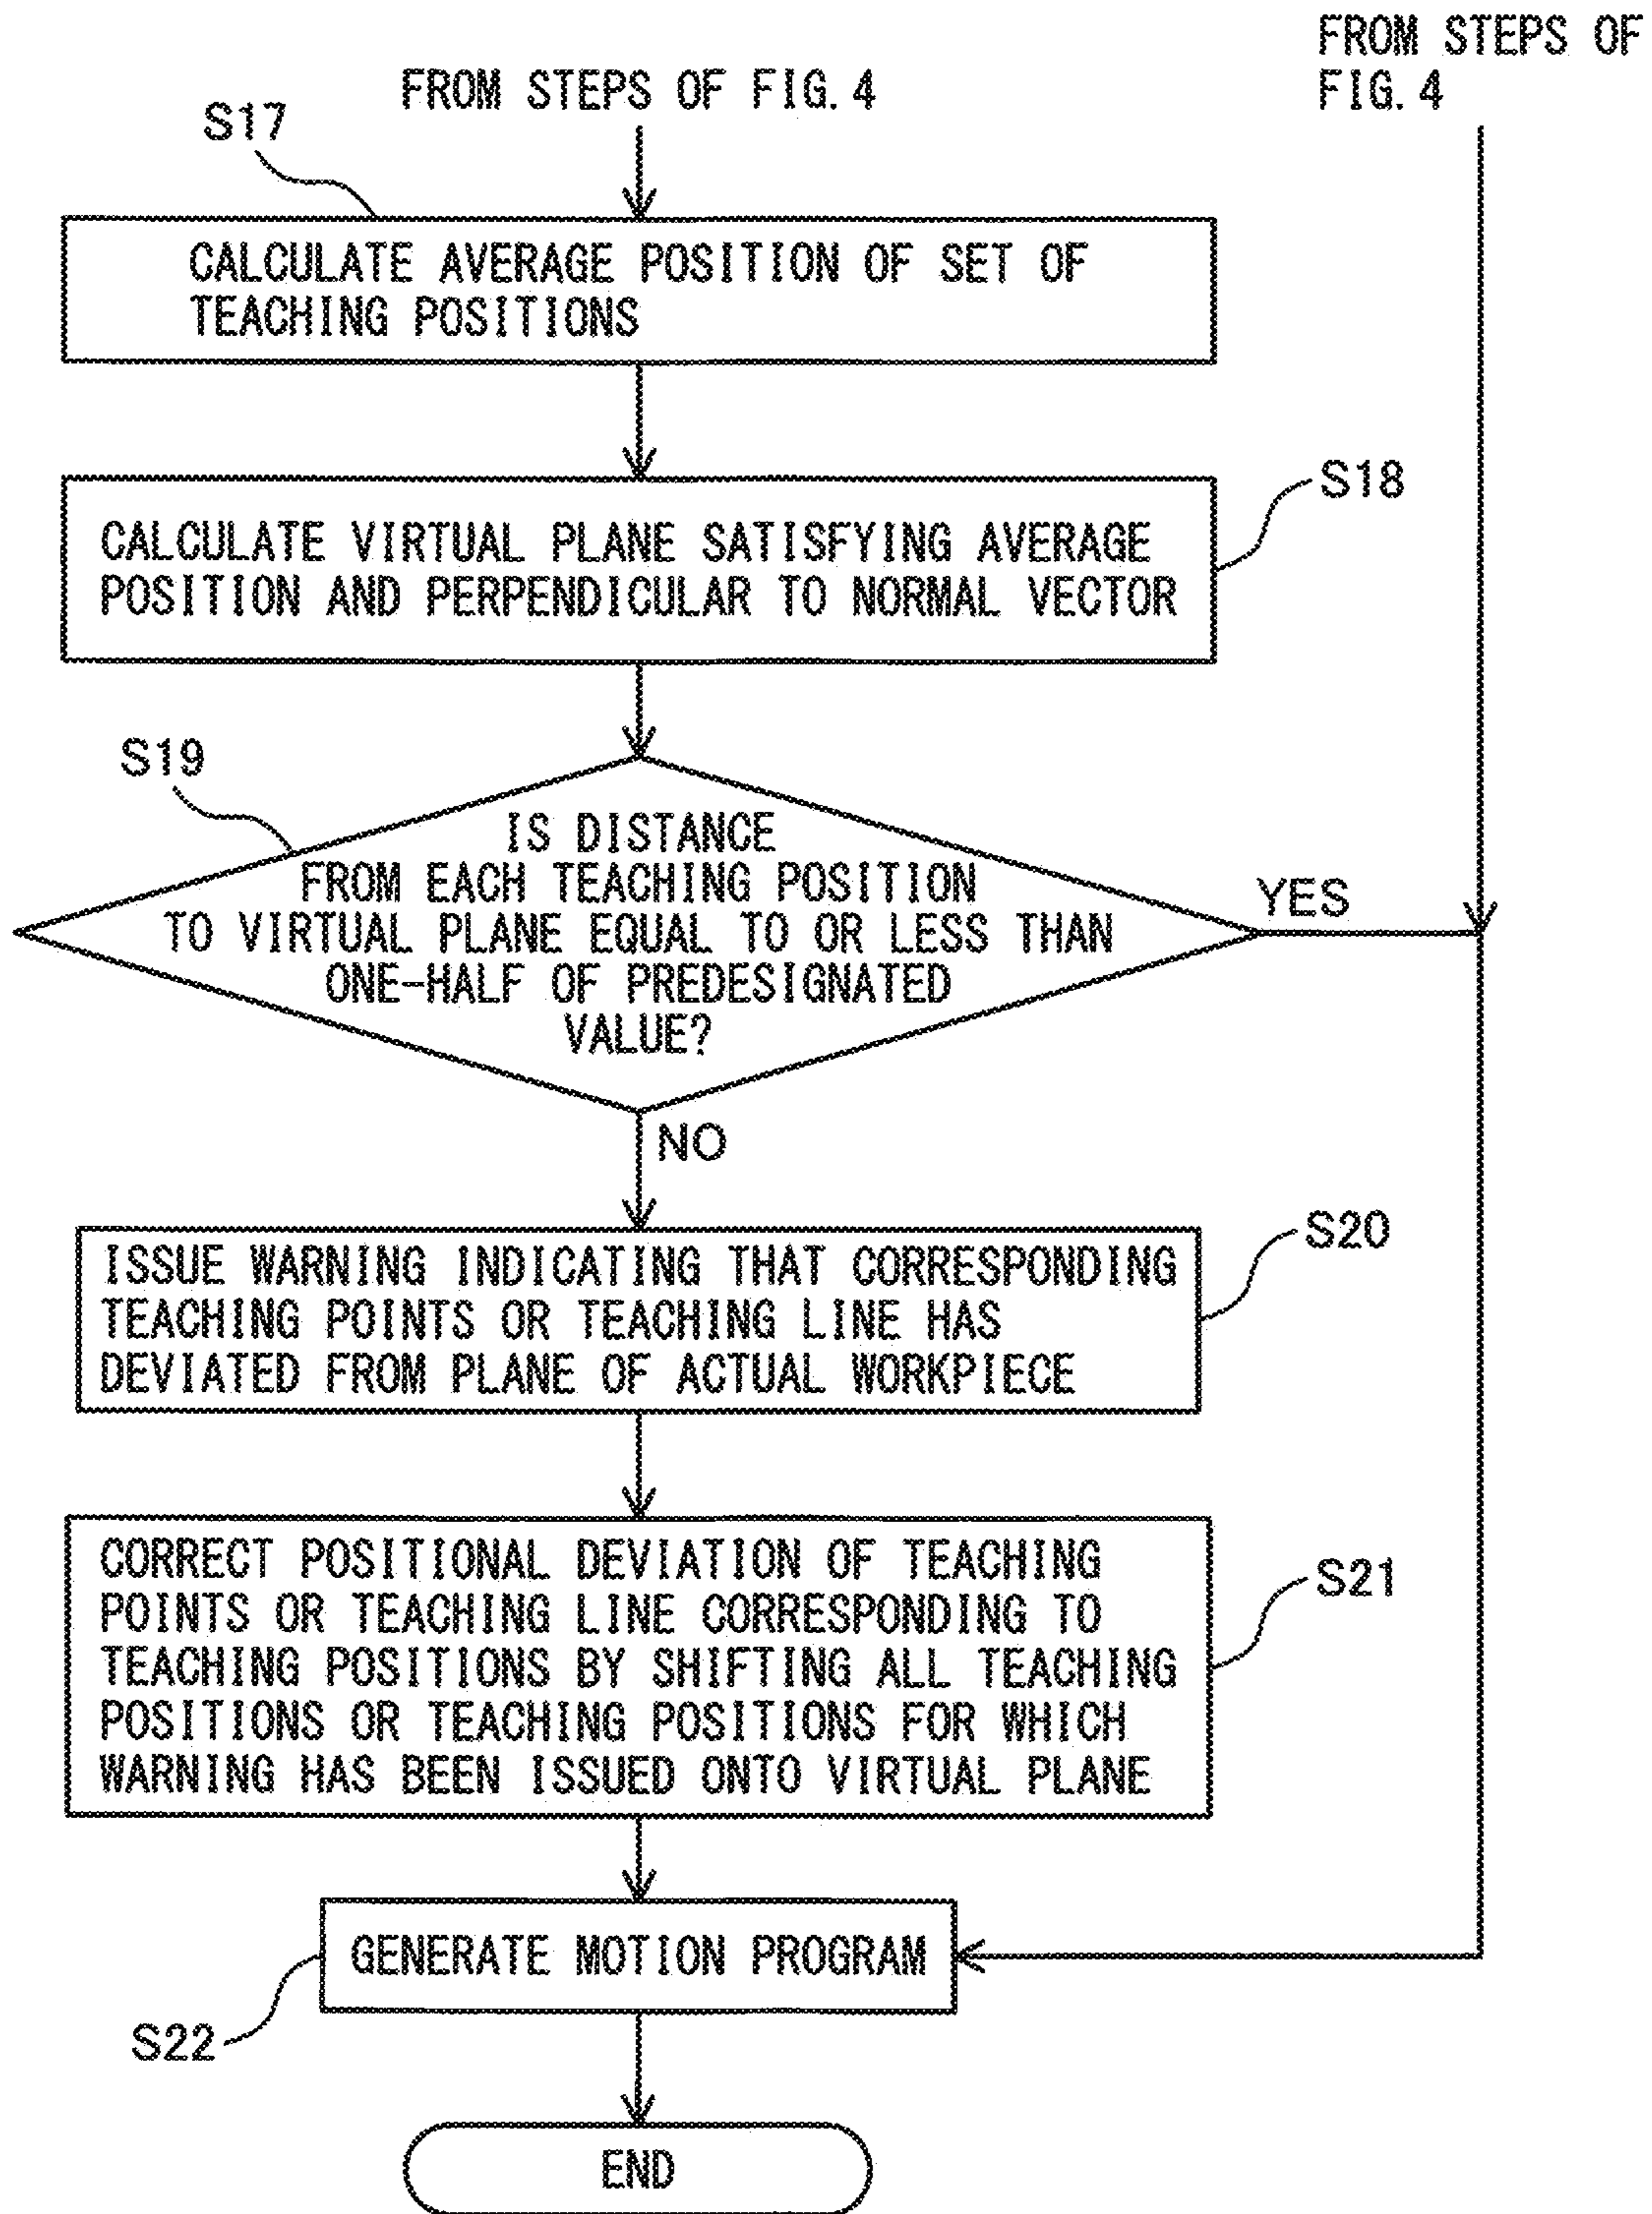 FROM STEPS OF
FIG. 4
FROM STEPS OF FIG. 4
S17
CALCULATE AVERAGE POSITION OF SET OF
TEACHING POSITIONS
S18
CALCULATE VIRTUAL PLANE SATISFYING AVERAGE
POSITION AND PERPENDICULAR TO NORMAL VECTOR
S19
IS DISTANCE
FROM EACH TEACHING POSITION
TO VIRTUAL PLANE EQUAL TO OR LESS THAN
ONE-HALF OF PREDESIGNATED
VALUE?
YES
NO
S20
ISSUE WARNING INDICATING THAT CORRESPONDING
TEACHING POINTS OR TEACHING LINE HAS
DEVIATED FROM PLANE OF ACTUAL WORKPIECE
S21
CORRECT POSITIONAL DEVIATION OF TEACHING
POINTS OR TEACHING LINE CORRESPONDING TO
TEACHING POSITIONS BY SHIFTING ALL TEACHING
POSITIONS OR TEACHING POSITIONS FOR WHICH
WARNING HAS BEEN ISSUED ONTO VIRTUAL PLANE
GENERATE MOTION PROGRAM
S22
END